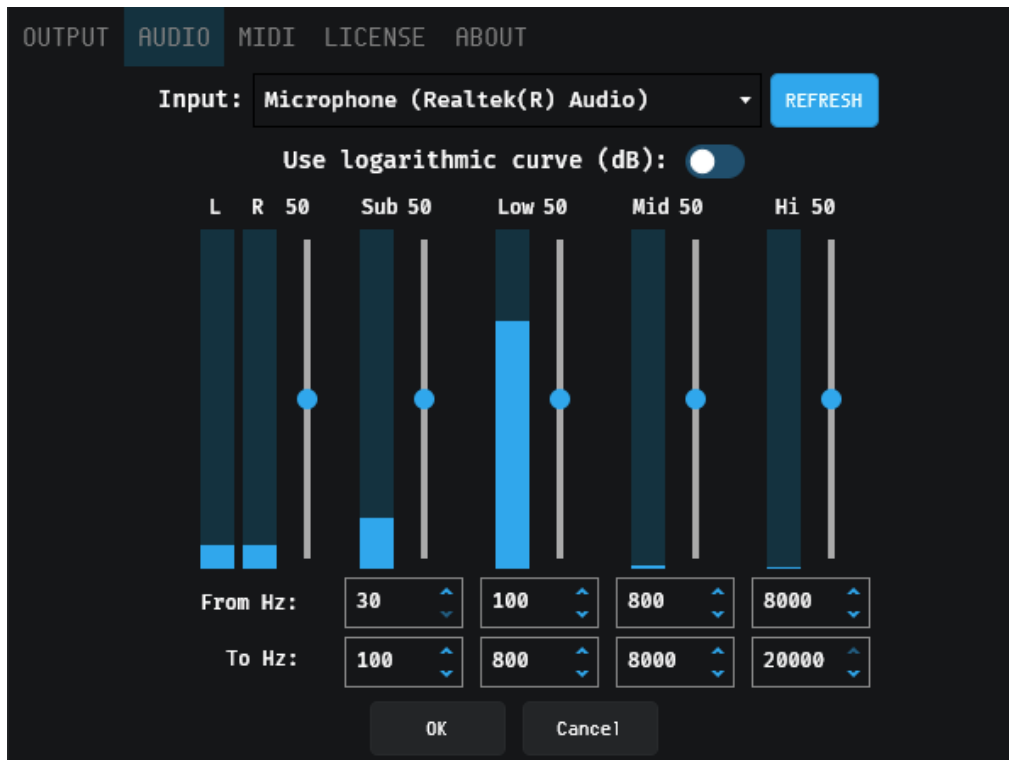 OUTPUT AUDIO MIDI LICENSE ABOUT
Input: Microphone (Realtek(R) Audio) REFRESH
Use logarithmic curve (dB):
L R 50 Sub 50 Low 50 Mid 50 Hi 50
From Hz: 30 100 800 8000
To Hz: 100 800 8000 20000
OK Cancel